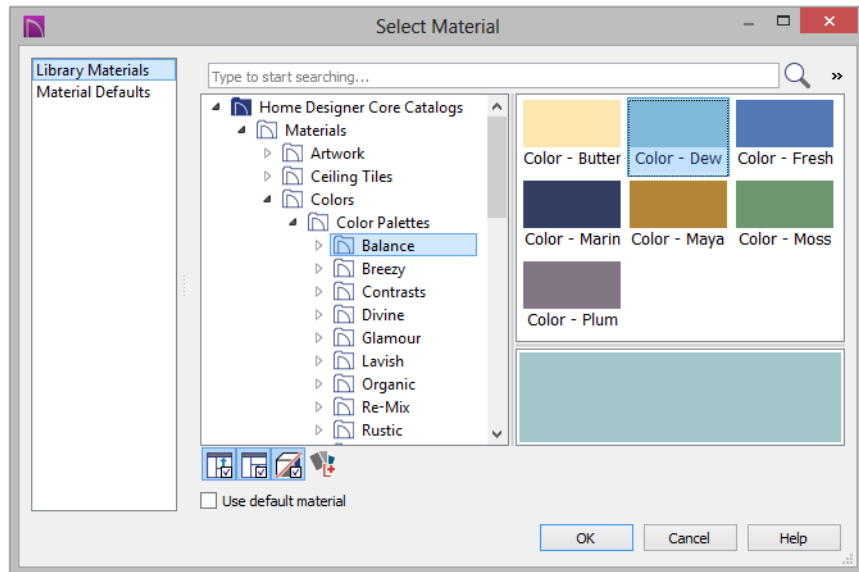 Select Material
Library Materials
Material Defaults
Type to start searching...
»
Home Designer Core Catalogs
Materials
Artwork
Ceiling Tiles
Colors
Color Palettes
Balance
Breezy
Contrasts
Divine
Glamour
Lavish
Organic
Re-Mix
Rustic
Color - Butter Color - Dew Color - Fresh
Color - Marin Color - Maya Color - Moss
Color - Plum
Use default material
OK Cancel Help